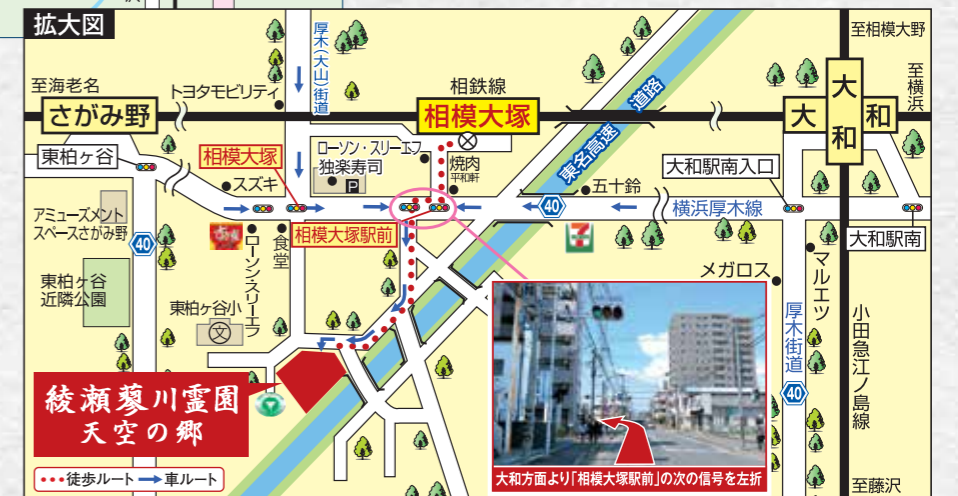 拡大図
至海老名
さがみ野
トヨタモビリティ
厚木(大山)街道
相鉄線
相模大塚
道路
東名高速
至相模大野
至横浜
大和
大和
東柏ヶ谷
相模大塚
スズキ
ローソン・スリーエフ
独楽寿司
P
焼肉
平和軒
五十鈴
大和駅南入口
40
横浜厚木線
アミューズメント
スペースさがみ野
40
ローソン・スリーエフ
食堂
相模大塚駅前
大和駅南
東柏ヶ谷
近隣公園
東柏ヶ谷小
文
メガロス
マルエツ
厚木街道
40
小田急江ノ島線
綾瀬蓼川霊園
天空の郷
大和方面より「相模大塚駅前」の次の信号を左折
徒歩ルート
車ルート
至藤沢